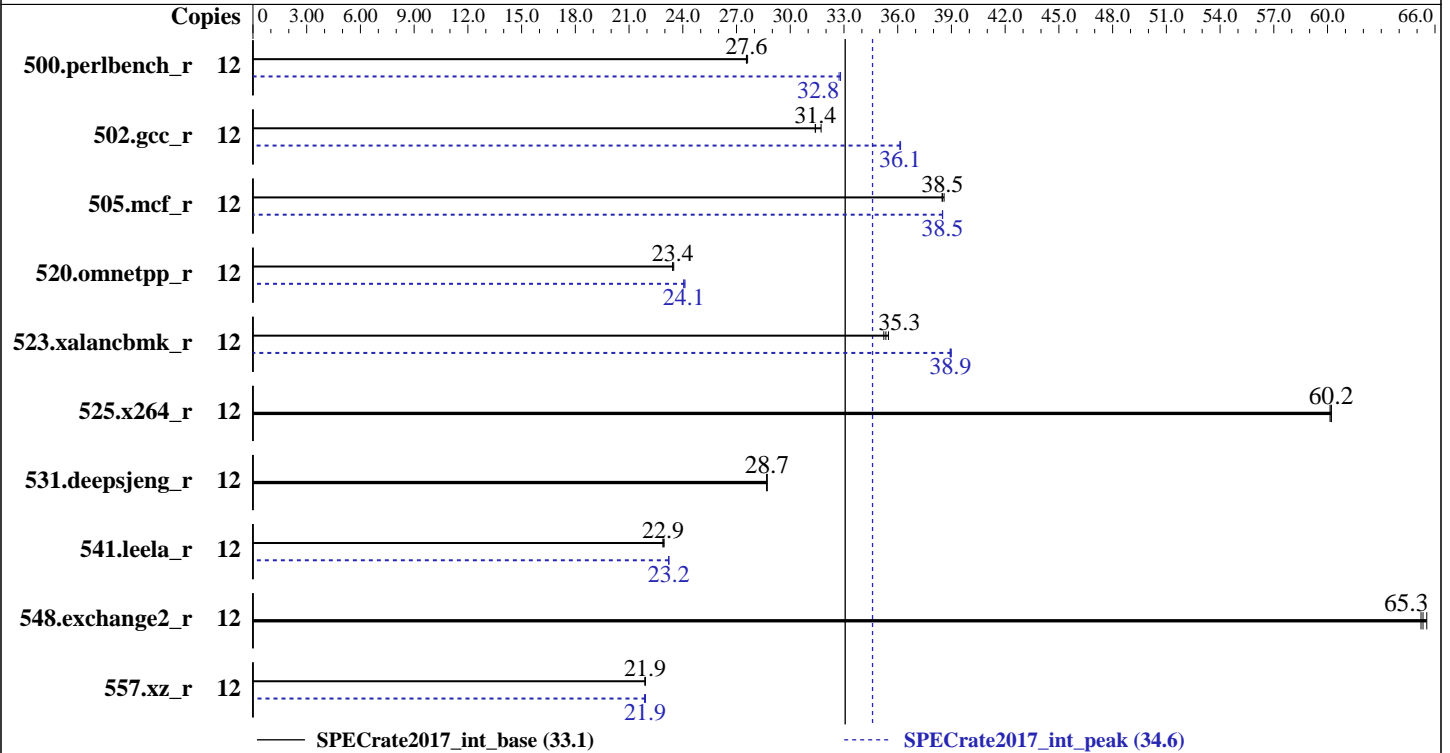 Copies 0 3.00 6.00 9.00 12.0 15.0 18.0 21.0 24.0 27.0 30.0 33.0 36.0 39.0 42.0 45.0 48.0 51.0 54.0 57.0 60.0 66.0
27.6
500.perlbench_r 12
32.8
31.4
502.gcc_r 12
36.1
38.5
505.mcf_r 12
38.5
23.4
520.omnetpp_r 12
24.1
35.3
523.xalancbmk_r 12
38.9
60.2
525.x264_r 12
28.7
531.deepsjeng_r 12
22.9
541.leela_r 12
23.2
65.3
548.exchange2_r 12
21.9
557.xz_r 12
21.9
SPECrate2017_int_base (33.1) SPECrate2017_int_peak (34.6)